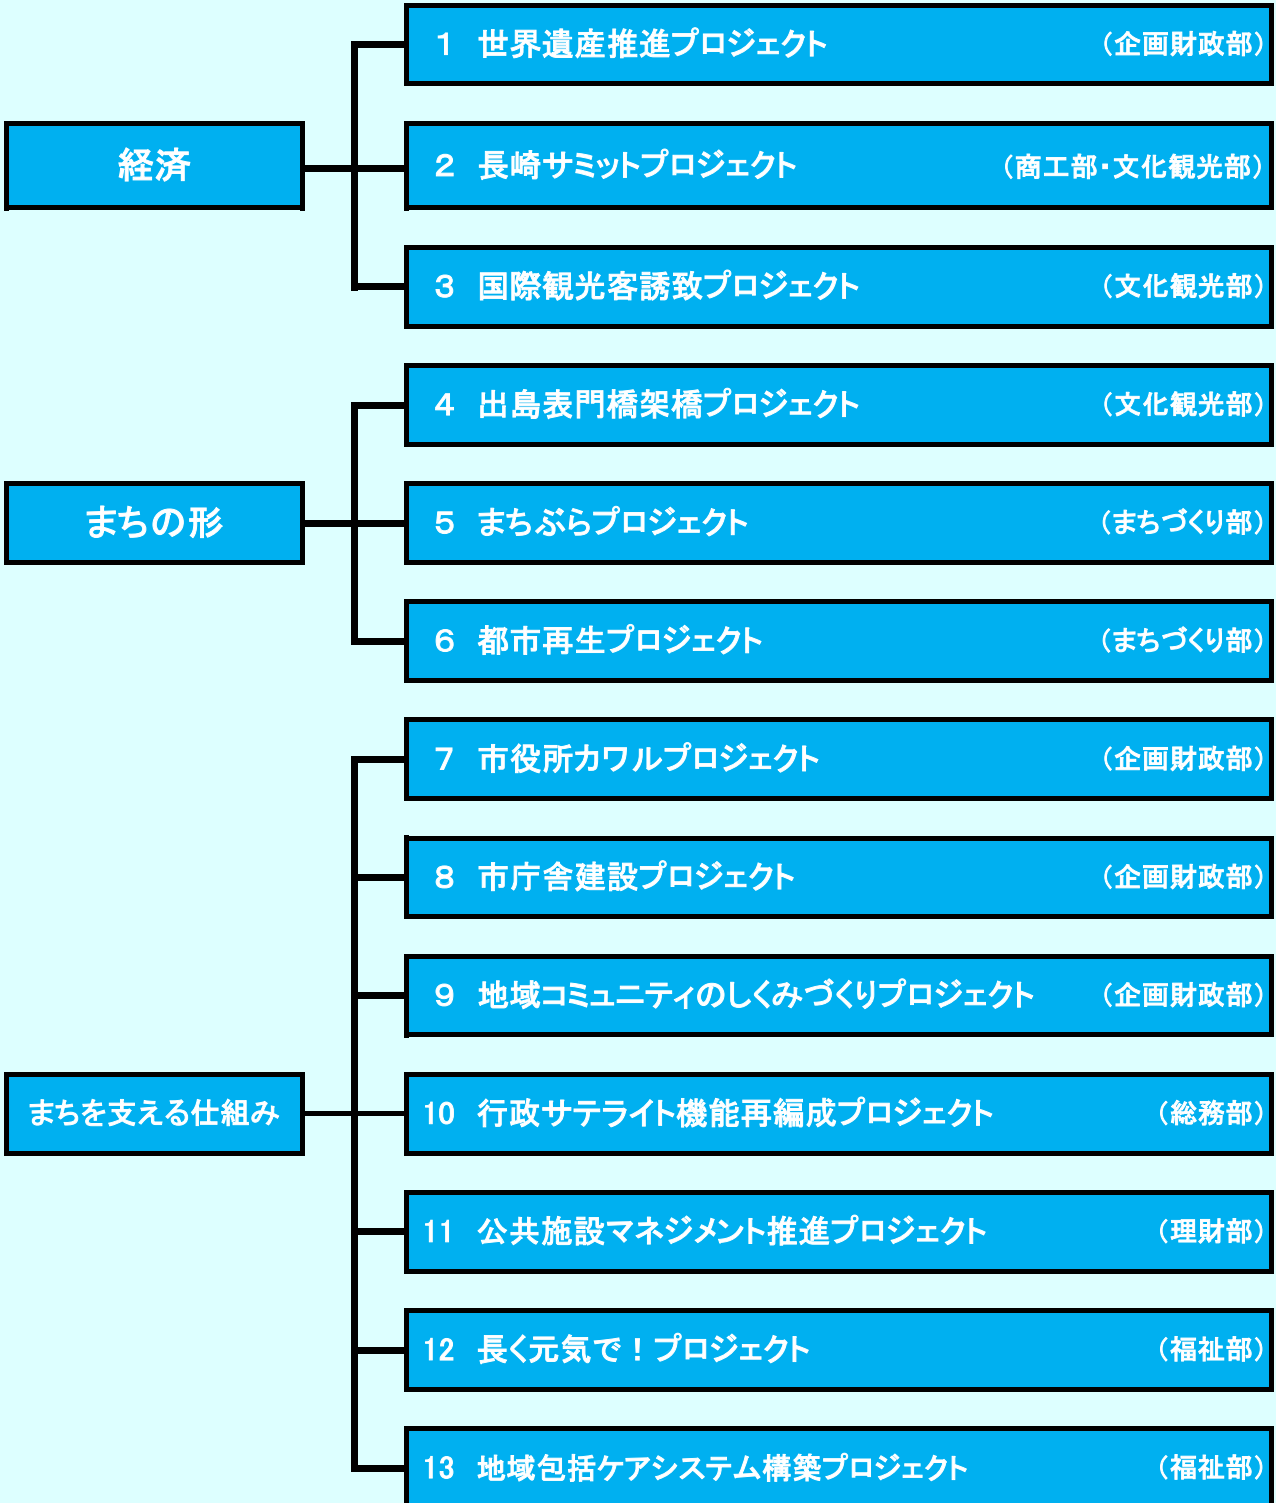 経済
1 世界遺産推進プロジェクト （企画財政部）
2 長崎サミットプロジェクト （商工部・文化観光部）
3 国際観光客誘致プロジェクト （文化観光部）
まちの形
4 出島表門橋架橋プロジェクト （文化観光部）
5 まちぶらプロジェクト （まちづくり部）
6 都市再生プロジェクト （まちづくり部）
まちを支える仕組み
7 市役所カワルプロジェクト （企画財政部）
8 市庁舎建設プロジェクト （企画財政部）
9 地域コミュニティのしくみづくりプロジェクト （企画財政部）
10 行政サテライト機能再編成プロジェクト （総務部）
11 公共施設マネジメント推進プロジェクト （理財部）
12 長く元気で！プロジェクト （福祉部）
13 地域包括ケアシステム構築プロジェクト （福祉部）